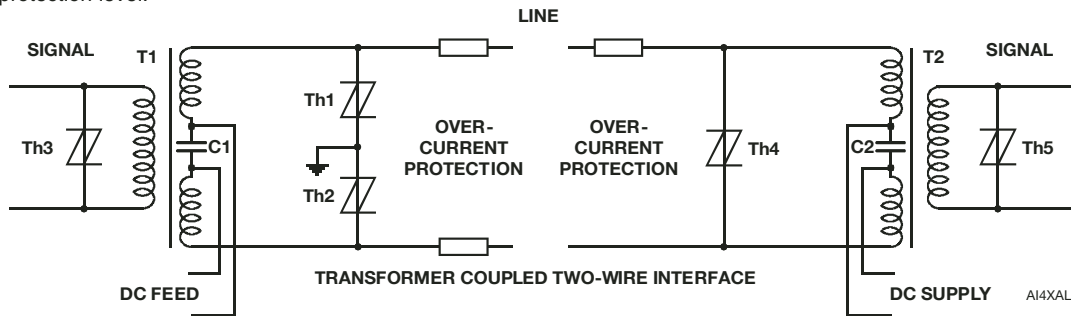 protection level.
LINE
SIGNAL
T1
T2
SIGNAL
Th1
Th3
C1
OVER-
CURRENT
PROTECTION
OVER-
CURRENT
PROTECTION
Th4
C2
Th5
Th2
TRANSFORMER COUPLED TWO-WIRE INTERFACE
DC FEED
DC SUPPLY
AI4XAL